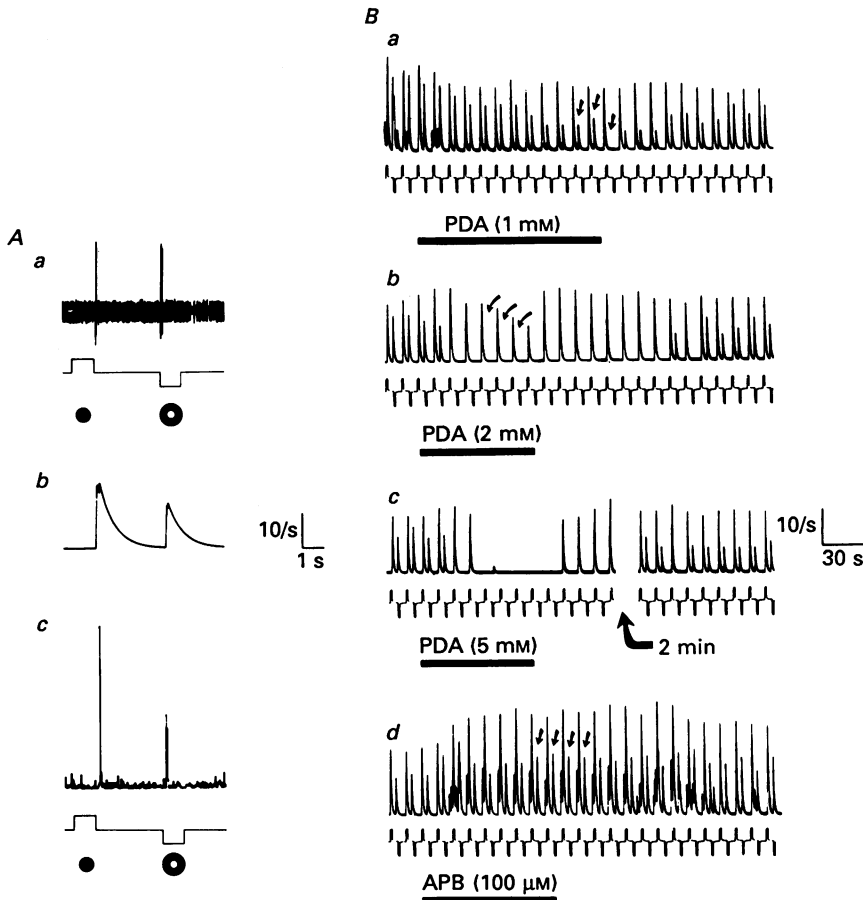 A
a
b
10/s
1 s
c
B
a
PDA (1 mM)
b
PDA (2 mM)
c
10/s
30 s
PDA (5 mM)
2 min
d
APB (100 μM)